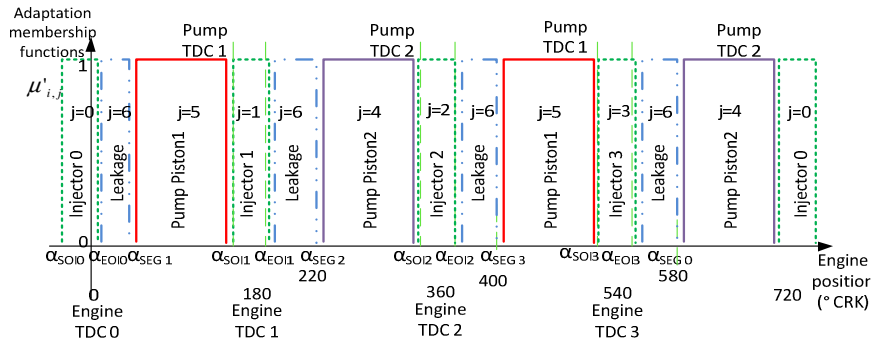 Adaptation
membership
functions
μ'i,j
Pump
TDC 1
Pump
TDC 2
Pump
TDC 1
Pump
TDC 2
1
j=0
j=6
j=5
j=1
j=6
j=4
j=2
j=6
j=5
j=3
j=6
j=4
j=0
Injector 0
Leakage
Pump Piston1
Injector 1
Leakage
Pump Piston2
Injector 2
Leakage
Pump Piston1
Injector 3
Leakage
Pump Piston2
Injector 0
0
αSOI0
αEOI0
αSEG 1
αSOI1
αEOI1
αSEG 2
αSOI2
αEOI2
αSEG 3
αSOI3
αEOI3
αSEG 0
Engine
position
(° CRK)
0
180
220
360
400
540
580
720
Engine
TDC 0
Engine
TDC 1
Engine
TDC 2
Engine
TDC 3